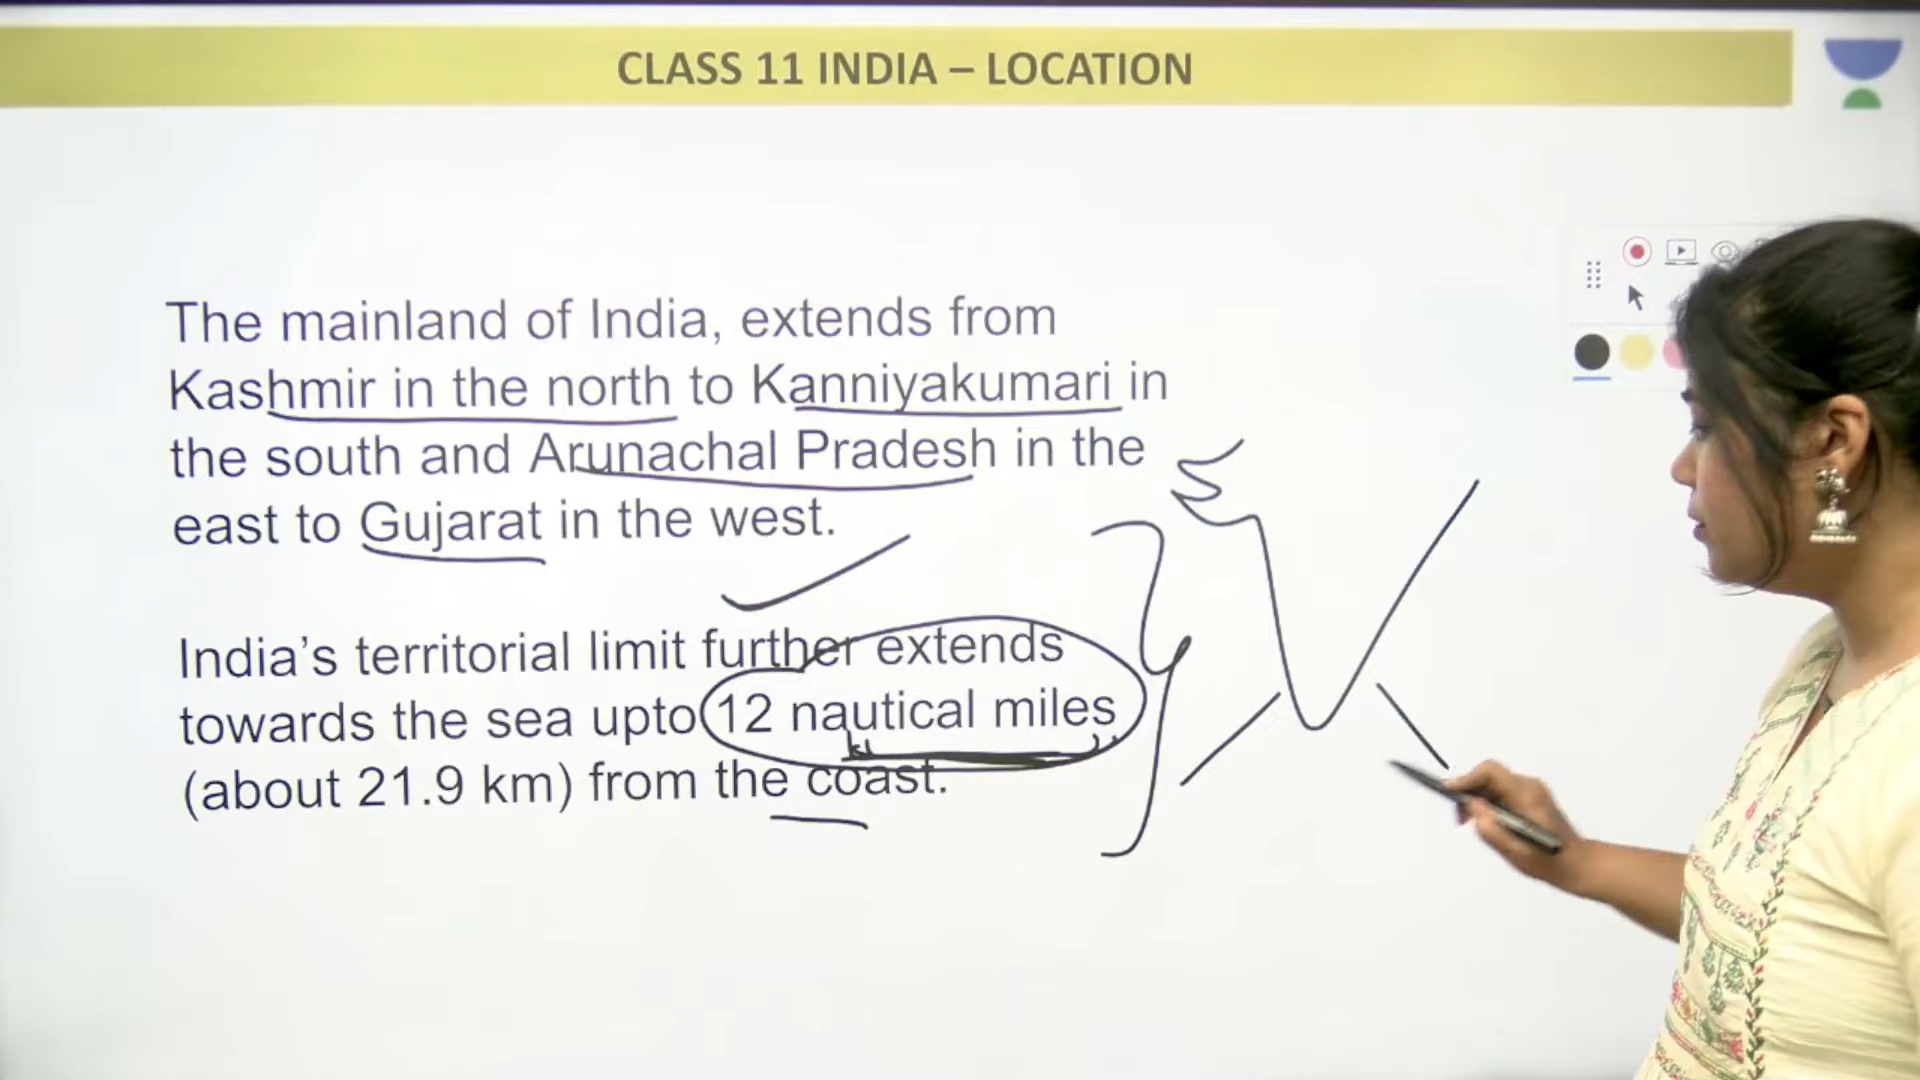 CLASS 11 INDIA – LOCATION
The mainland of India, extends from
Kashmir in the north to Kanniyakumari in
the south and Arunachal Pradesh in the
east to Gujarat in the west.
India's territorial limit further extends
towards the sea upto 12 nautical miles
(about 21.9 km) from the coast.